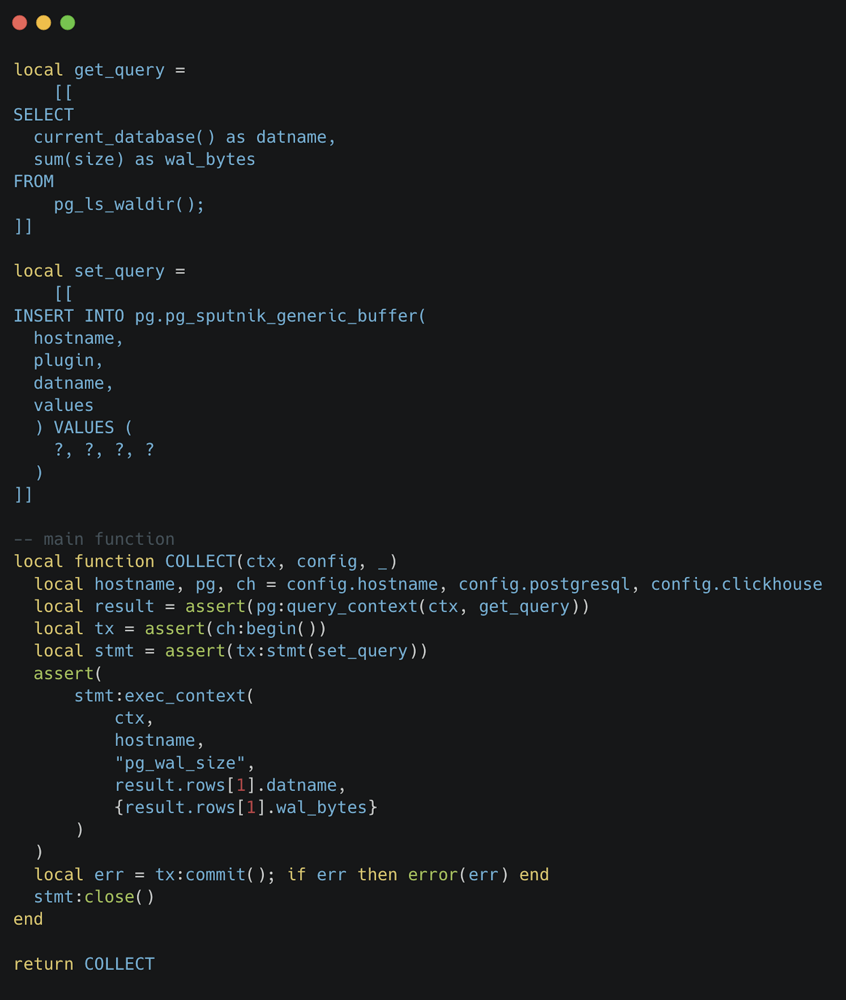 local get_query =
    [[
SELECT
  current_database() as datname,
  sum(size) as wal_bytes
FROM
    pg_ls_waldir();
]]

local set_query =
    [[
INSERT INTO pg.pg_sputnik_generic_buffer(
  hostname,
  plugin,
  datname,
  values
  ) VALUES (
    ?, ?, ?, ?
  )
]]

-- main function
local function COLLECT(ctx, config, _)
  local hostname, pg, ch = config.hostname, config.postgresql, config.clickhouse
  local result = assert(pg:query_context(ctx, get_query))
  local tx = assert(ch:begin())
  local stmt = assert(tx:stmt(set_query))
  assert(
      stmt:exec_context(
          ctx,
          hostname,
          "pg_wal_size",
          result.rows[1].datname,
          {result.rows[1].wal_bytes}
      )
  )
  local err = tx:commit(); if err then error(err) end
  stmt:close()
end

return COLLECT